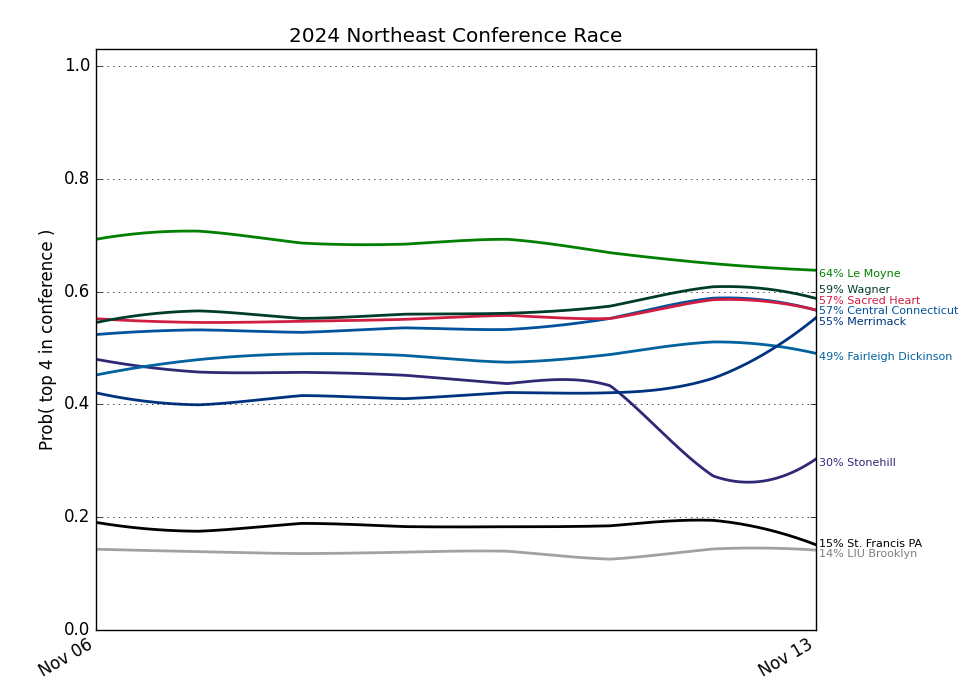 2024 Northeast Conference Race
1.0
0.8
0.6
0.4
0.2
0.0
Prob( top 4 in conference )
64% Le Moyne
59% Wagner
57% Sacred Heart
57% Central Connecticut
55% Merrimack
49% Fairleigh Dickinson
30% Stonehill
15% St. Francis PA
14% LIU Brooklyn
Nov 06
Nov 13